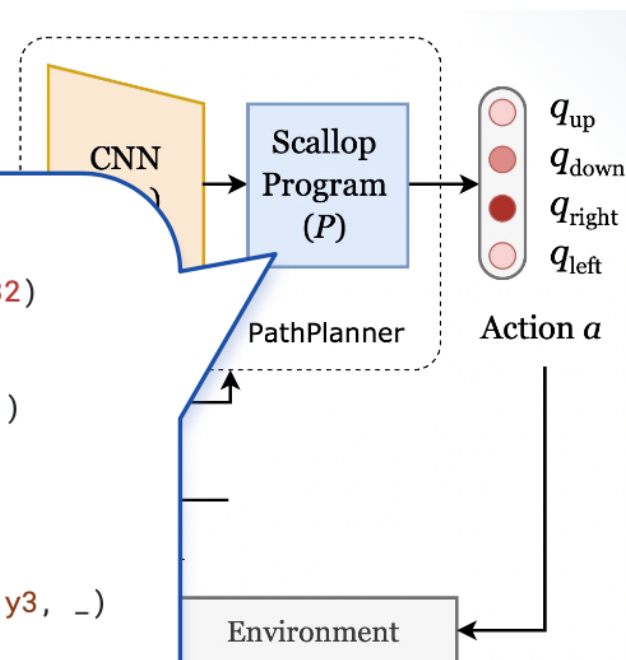 CNN
)
Scallop
Program
(P)
q_up
q_down
q_right
q_left
PathPlanner
Action a
32)
)
y3, _)
Environment